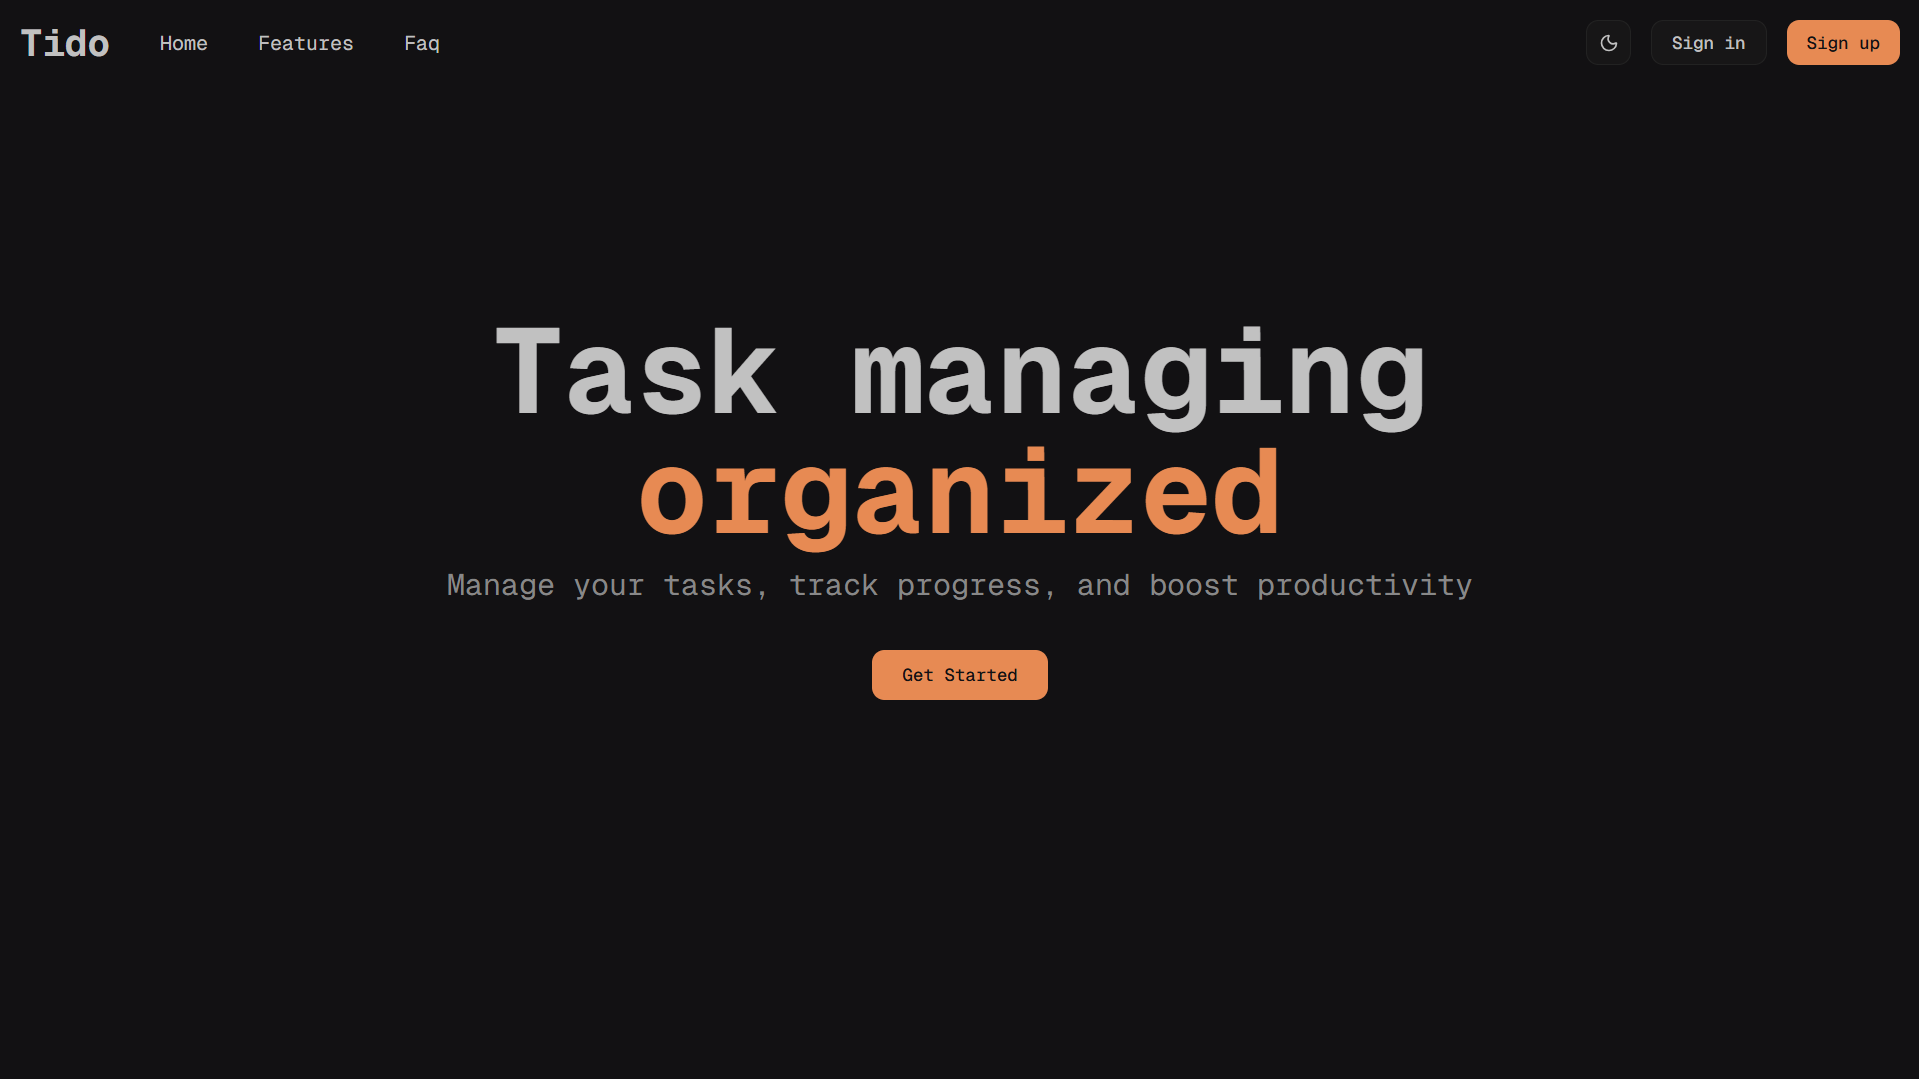 Tido
Home
Features
Faq
Sign in
Sign up
Task managing
organized
Manage your tasks, track progress, and boost productivity
Get Started